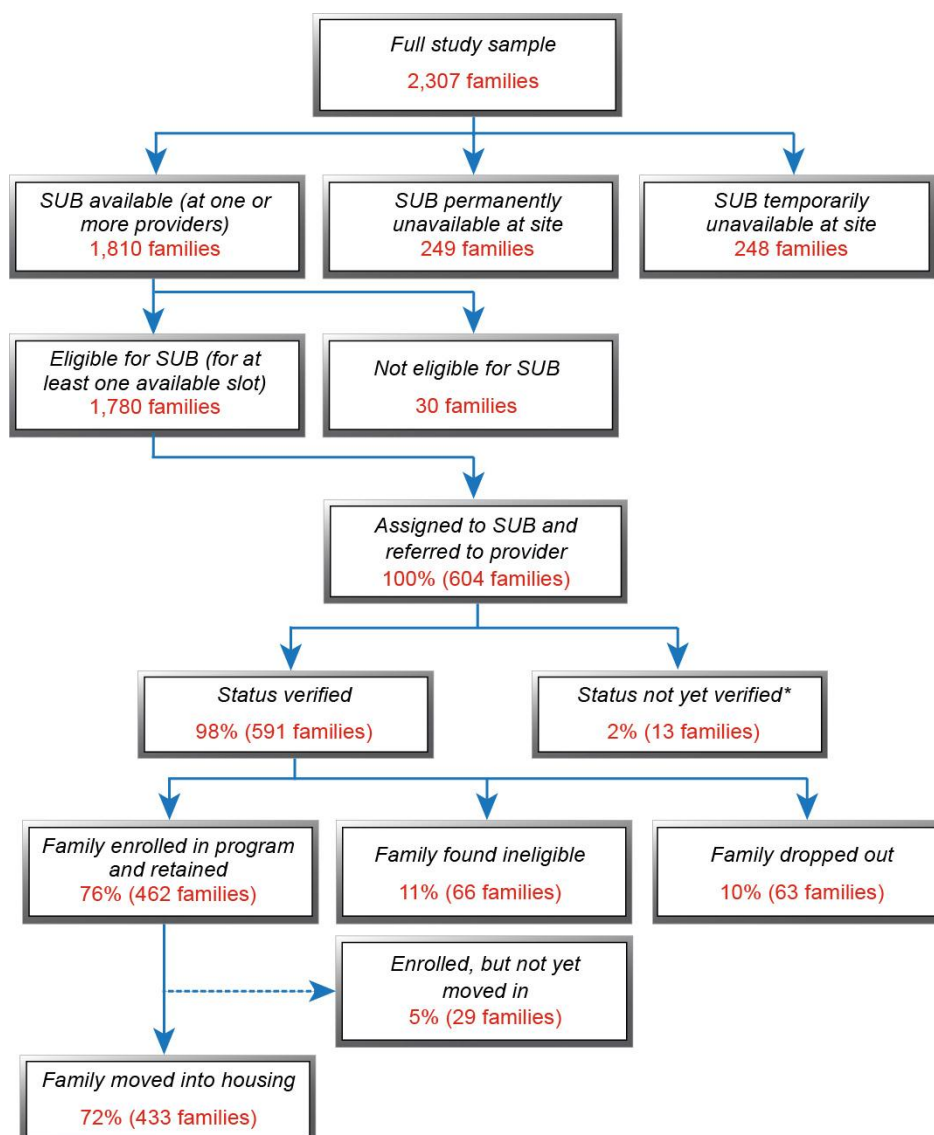 Full study sample
2,307 families
SUB available (at one or
more providers)
1,810 families
SUB permanently
unavailable at site
249 families
SUB temporarily
unavailable at site
248 families
Eligible for SUB (for at
least one available slot)
1,780 families
Not eligible for SUB
30 families
Assigned to SUB and
referred to provider
100% (604 families)
Status verified
98% (591 families)
Status not yet verified*
2% (13 families)
Family enrolled in program
and retained
76% (462 families)
Family found ineligible
11% (66 families)
Family dropped out
10% (63 families)
Enrolled, but not yet
moved in
5% (29 families)
Family moved into housing
72% (433 families)